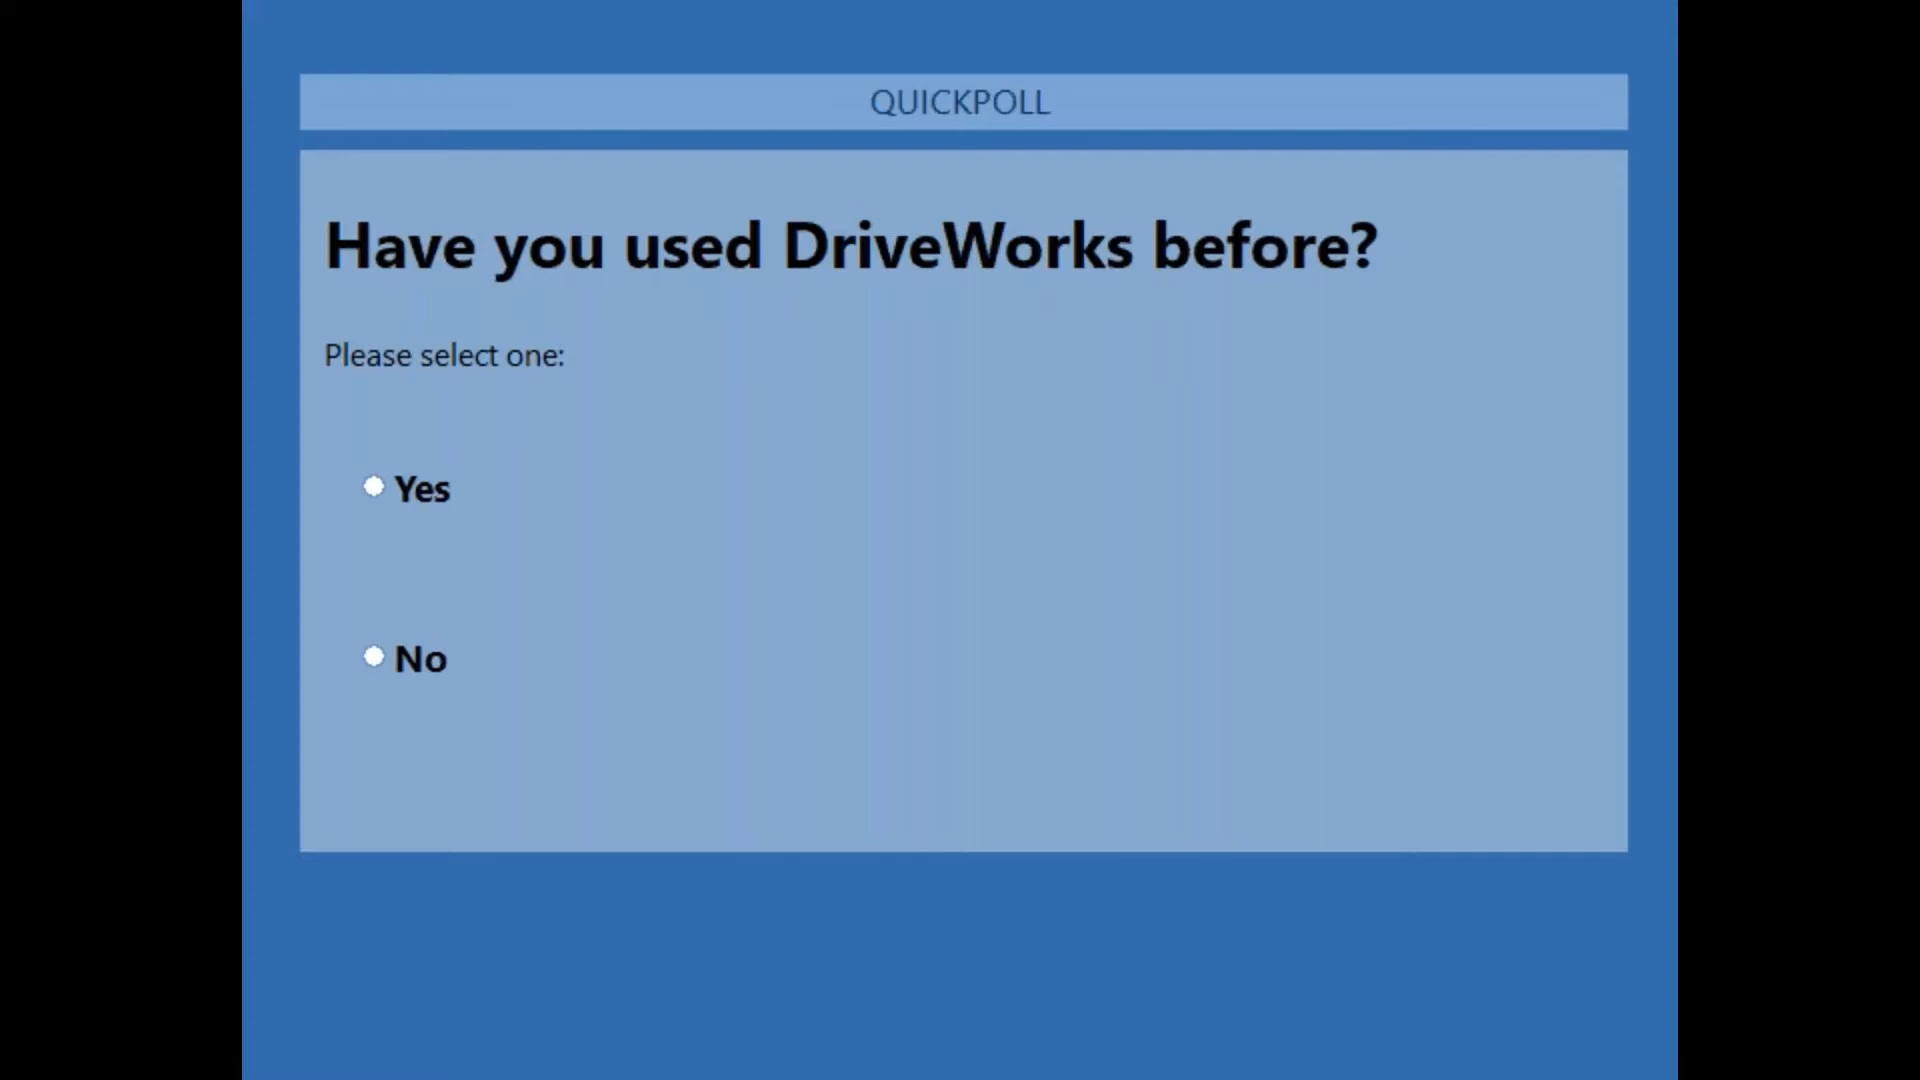 QUICKPOLL
Have you used DriveWorks before?
Please select one:
Yes
No